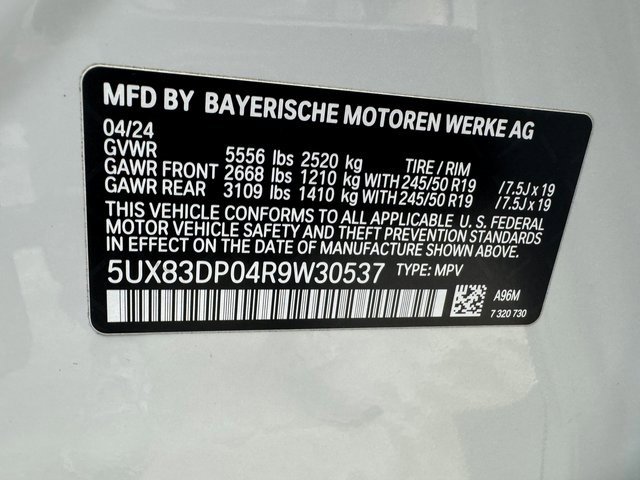 MFD BY BAYERISCHE MOTOREN WERKE AG
04/24
GVWR 5556 lbs 2520 kg TIRE / RIM
GAWR FRONT 2668 lbs 1210 kg WITH 245/50 R19 / 7.5J x 19
GAWR REAR 3109 lbs 1410 kg WITH 245/50 R19 / 7.5J x 19
THIS VEHICLE CONFORMS TO ALL APPLICABLE U. S. FEDERAL
MOTOR VEHICLE SAFETY AND THEFT PREVENTION STANDARDS
IN EFFECT ON THE DATE OF MANUFACTURE SHOWN ABOVE.
5UX83DP04R9W30537 TYPE: MPV
A96M
7 320 730